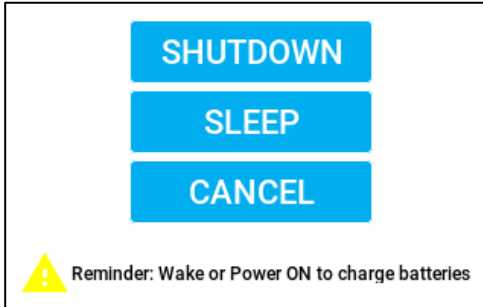 SHUTDOWN
SLEEP
CANCEL
Reminder: Wake or Power ON to charge batteries